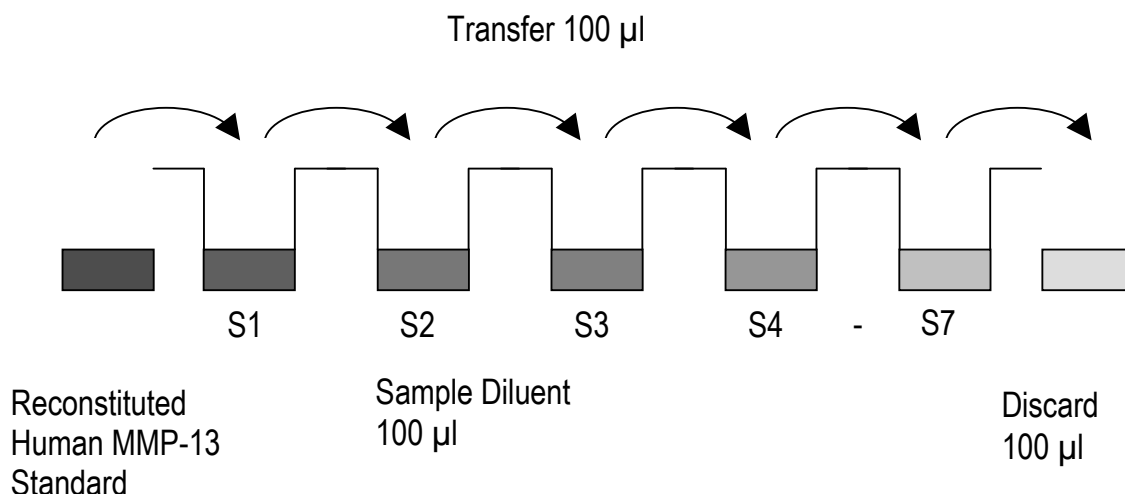 Transfer 100 µl
S1 S2 S3 S4 - S7
Reconstituted
Human MMP-13
Standard
Sample Diluent
100 µl
Discard
100 µl